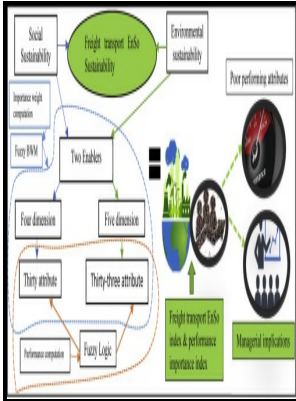 Social
Sustainability
Freight transport EnSo
Sustainability
Environmental
sustainability
Poor performing attributes
Importance weight
computation
Fuzzy BWM
Two Enablers
=
Four dimension
Five dimension
Thirty attribute
Thirty-three attribute
Performance computation
Fuzzy Logic
Freight transport EnSo
index & performance
importance index
Managerial implications